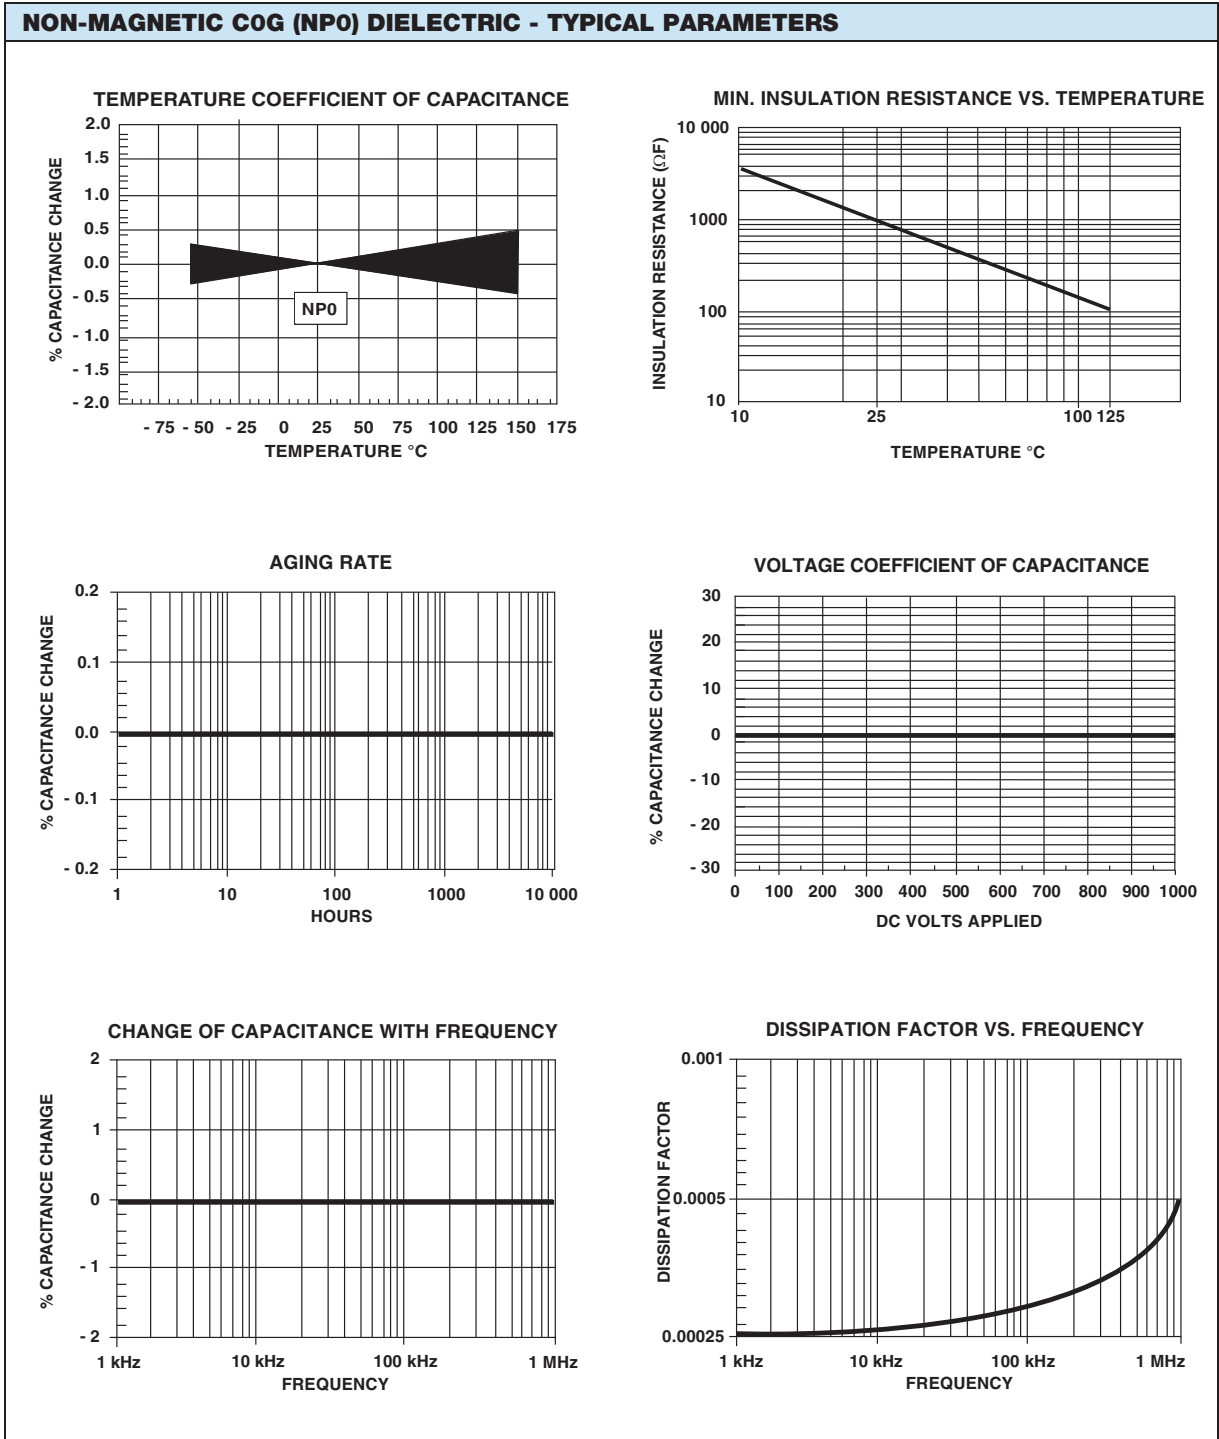 NON-MAGNETIC C0G (NP0) DIELECTRIC - TYPICAL PARAMETERS
TEMPERATURE COEFFICIENT OF CAPACITANCE
% CAPACITANCE CHANGE
2.0
1.5
1.0
0.5
0.0
- 0.5
- 1.0
- 1.5
- 2.0
NP0
- 75 - 50 - 25 0 25 50 75 100 125 150 175
TEMPERATURE °C
MIN. INSULATION RESISTANCE VS. TEMPERATURE
INSULATION RESISTANCE (ΩF)
10 000
1000
100
10
10 25 100 125
TEMPERATURE °C
AGING RATE
% CAPACITANCE CHANGE
0.2
0.1
0.0
- 0.1
- 0.2
1 10 100 1000 10 000
HOURS
VOLTAGE COEFFICIENT OF CAPACITANCE
% CAPACITANCE CHANGE
30
20
10
0
- 10
- 20
- 30
0 100 200 300 400 500 600 700 800 900 1000
DC VOLTS APPLIED
CHANGE OF CAPACITANCE WITH FREQUENCY
% CAPACITANCE CHANGE
2
1
0
- 1
- 2
1 kHz 10 kHz 100 kHz 1 MHz
FREQUENCY
DISSIPATION FACTOR VS. FREQUENCY
DISSIPATION FACTOR
0.001
0.0005
0.00025
1 kHz 10 kHz 100 kHz 1 MHz
FREQUENCY